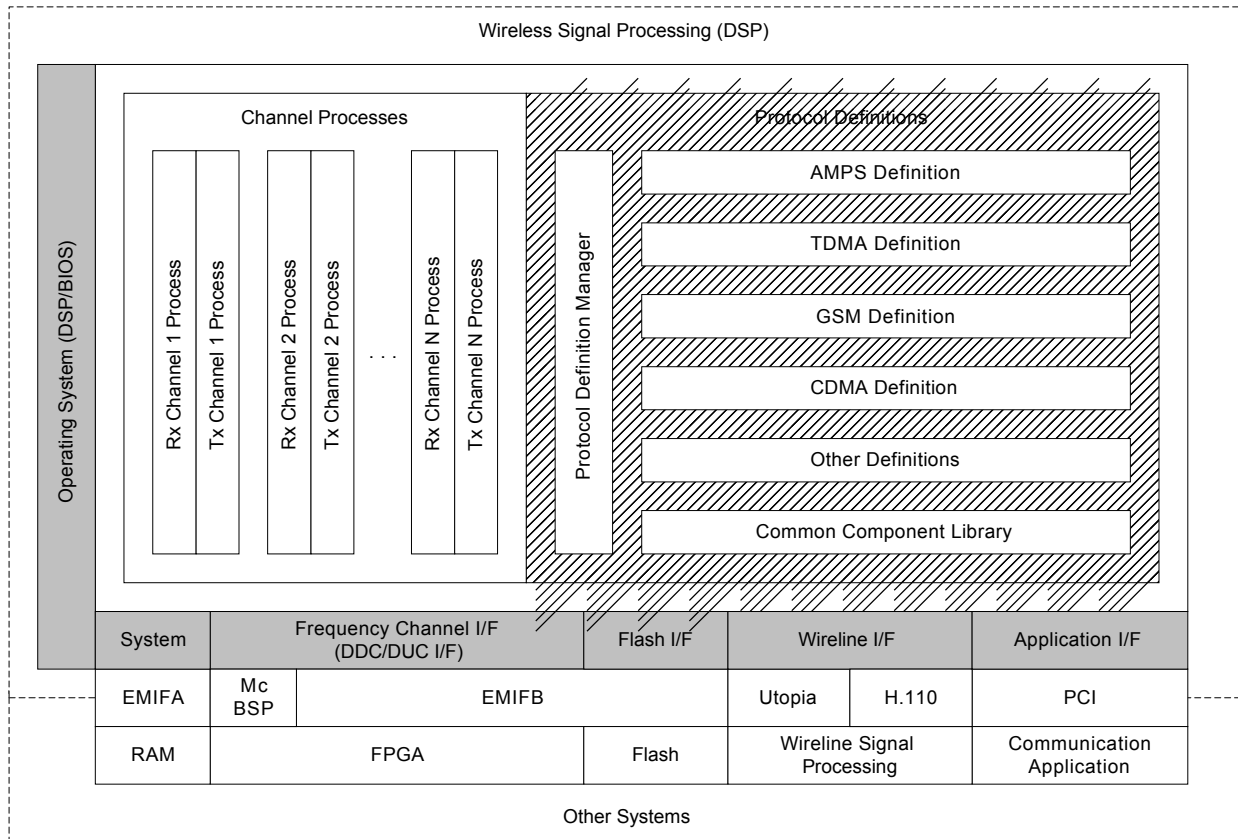 Wireless Signal Processing (DSP)
Operating System (DSP/BIOS)
Channel Processes
Rx Channel 1 Process
Tx Channel 1 Process
Rx Channel 2 Process
Tx Channel 2 Process
. . .
Rx Channel N Process
Tx Channel N Process
Protocol Definitions
Protocol Definition Manager
AMPS Definition
TDMA Definition
GSM Definition
CDMA Definition
Other Definitions
Common Component Library
System
Frequency Channel I/F
(DDC/DUC I/F)
Flash I/F
Wireline I/F
Application I/F
EMIFA
Mc
BSP
EMIFB
Utopia
H.110
PCI
RAM
FPGA
Flash
Wireline Signal
Processing
Communication
Application
Other Systems